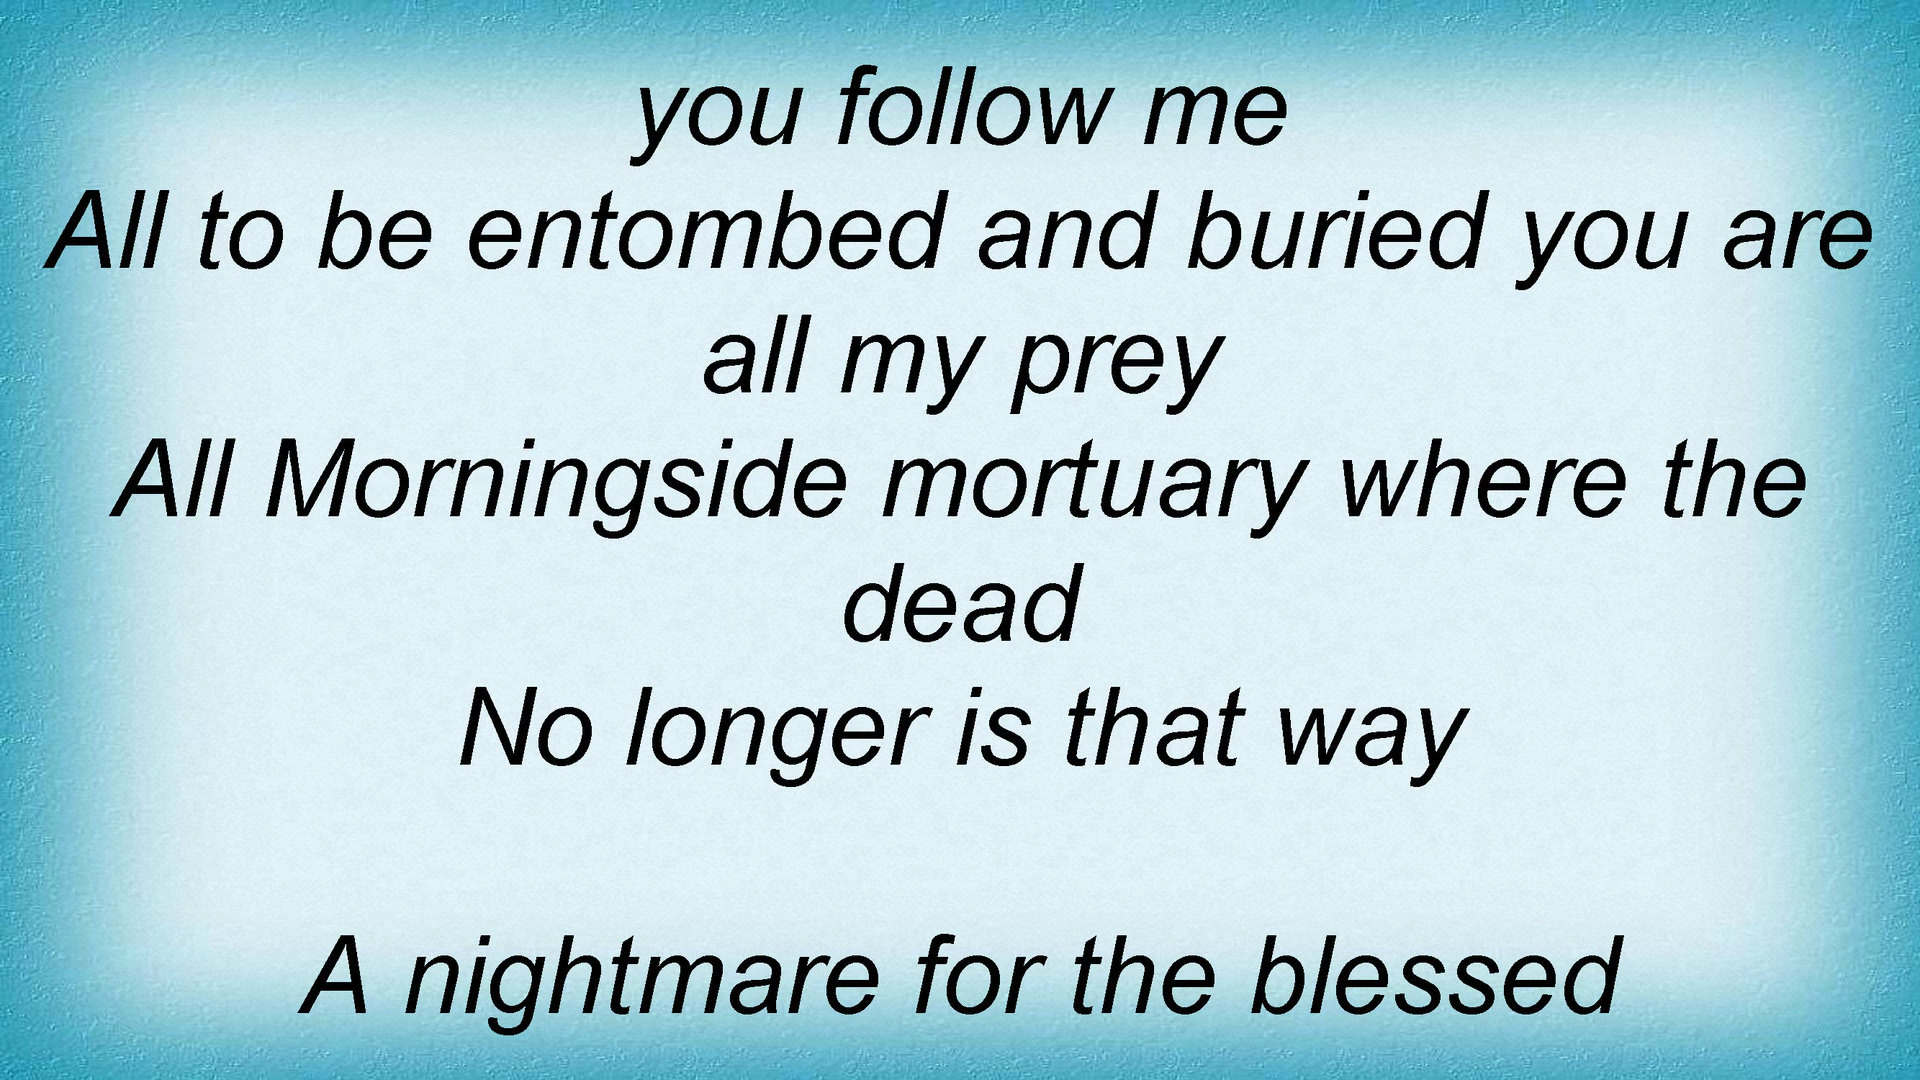 you follow me
All to be entombed and buried you are
all my prey
All Morningside mortuary where the
dead
No longer is that way
A nightmare for the blessed